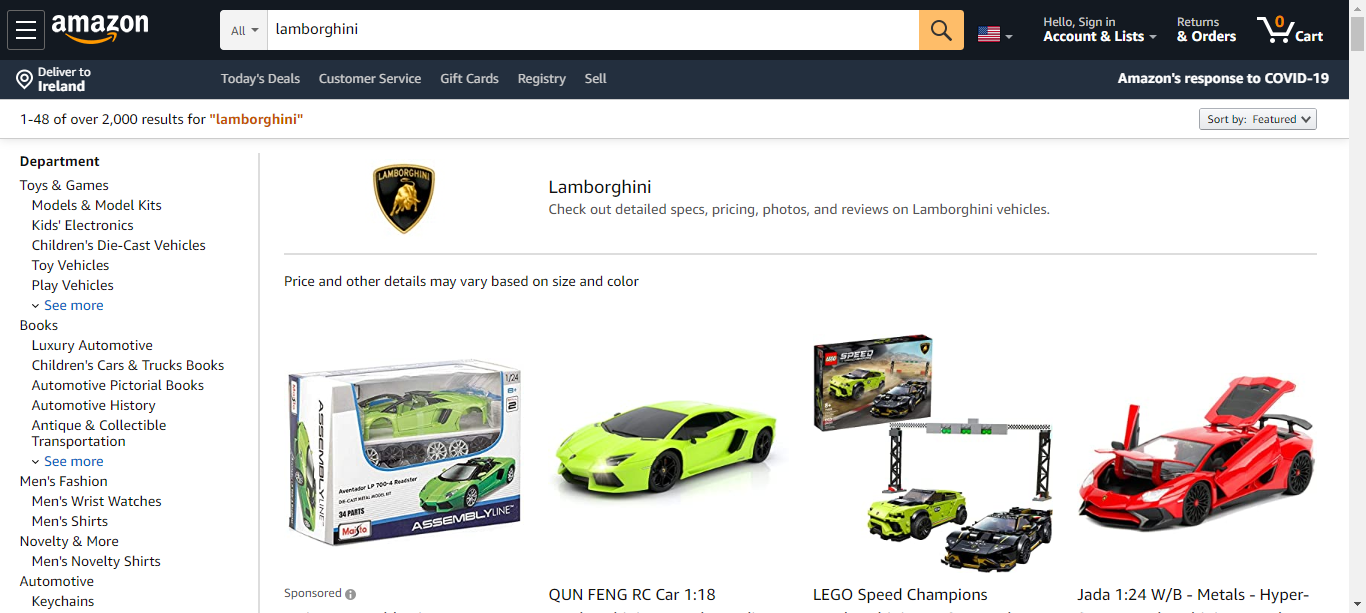 amazon
All
lamborghini
Hello, Sign in
Account & Lists
Returns
& Orders
0
Cart
Deliver to
Ireland
Today's Deals
Customer Service
Gift Cards
Registry
Sell
Amazon's response to COVID-19
1-48 of over 2,000 results for "lamborghini"
Sort by: Featured
Department
Toys & Games
Models & Model Kits
Kids' Electronics
Children's Die-Cast Vehicles
Toy Vehicles
Play Vehicles
See more
Books
Luxury Automotive
Children's Cars & Trucks Books
Automotive Pictorial Books
Automotive History
Antique & Collectible
Transportation
See more
Men's Fashion
Men's Wrist Watches
Men's Shirts
Novelty & More
Men's Novelty Shirts
Automotive
Keychains
LAMBORGHINI
Lamborghini
Check out detailed specs, pricing, photos, and reviews on Lamborghini vehicles.
Price and other details may vary based on size and color
1/24
8+
2
ASSEMBLYLINE
Aventador LP 700-4 Roadster
DIE-CAST METAL MODEL KIT
34 PARTS
Maisto
ASSEMBLYLINE
LEGO
SPEED
Sponsored
QUN FENG RC Car 1:18
LEGO Speed Champions
Jada 1:24 W/B - Metals - Hyper-